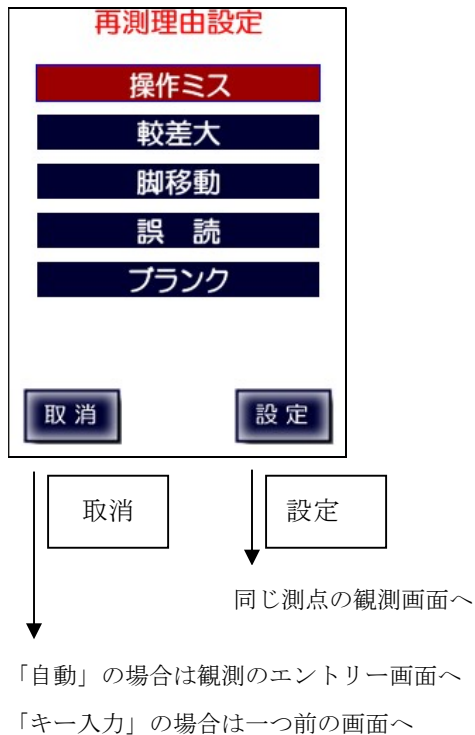 再測理由設定
操作ミス
較差大
脚移動
誤 読
ブランク
取 消
設 定
取消
設定
同じ測点の観測画面へ
「自動」の場合は観測のエントリー画面へ
「キー入力」の場合は一つ前の画面へ